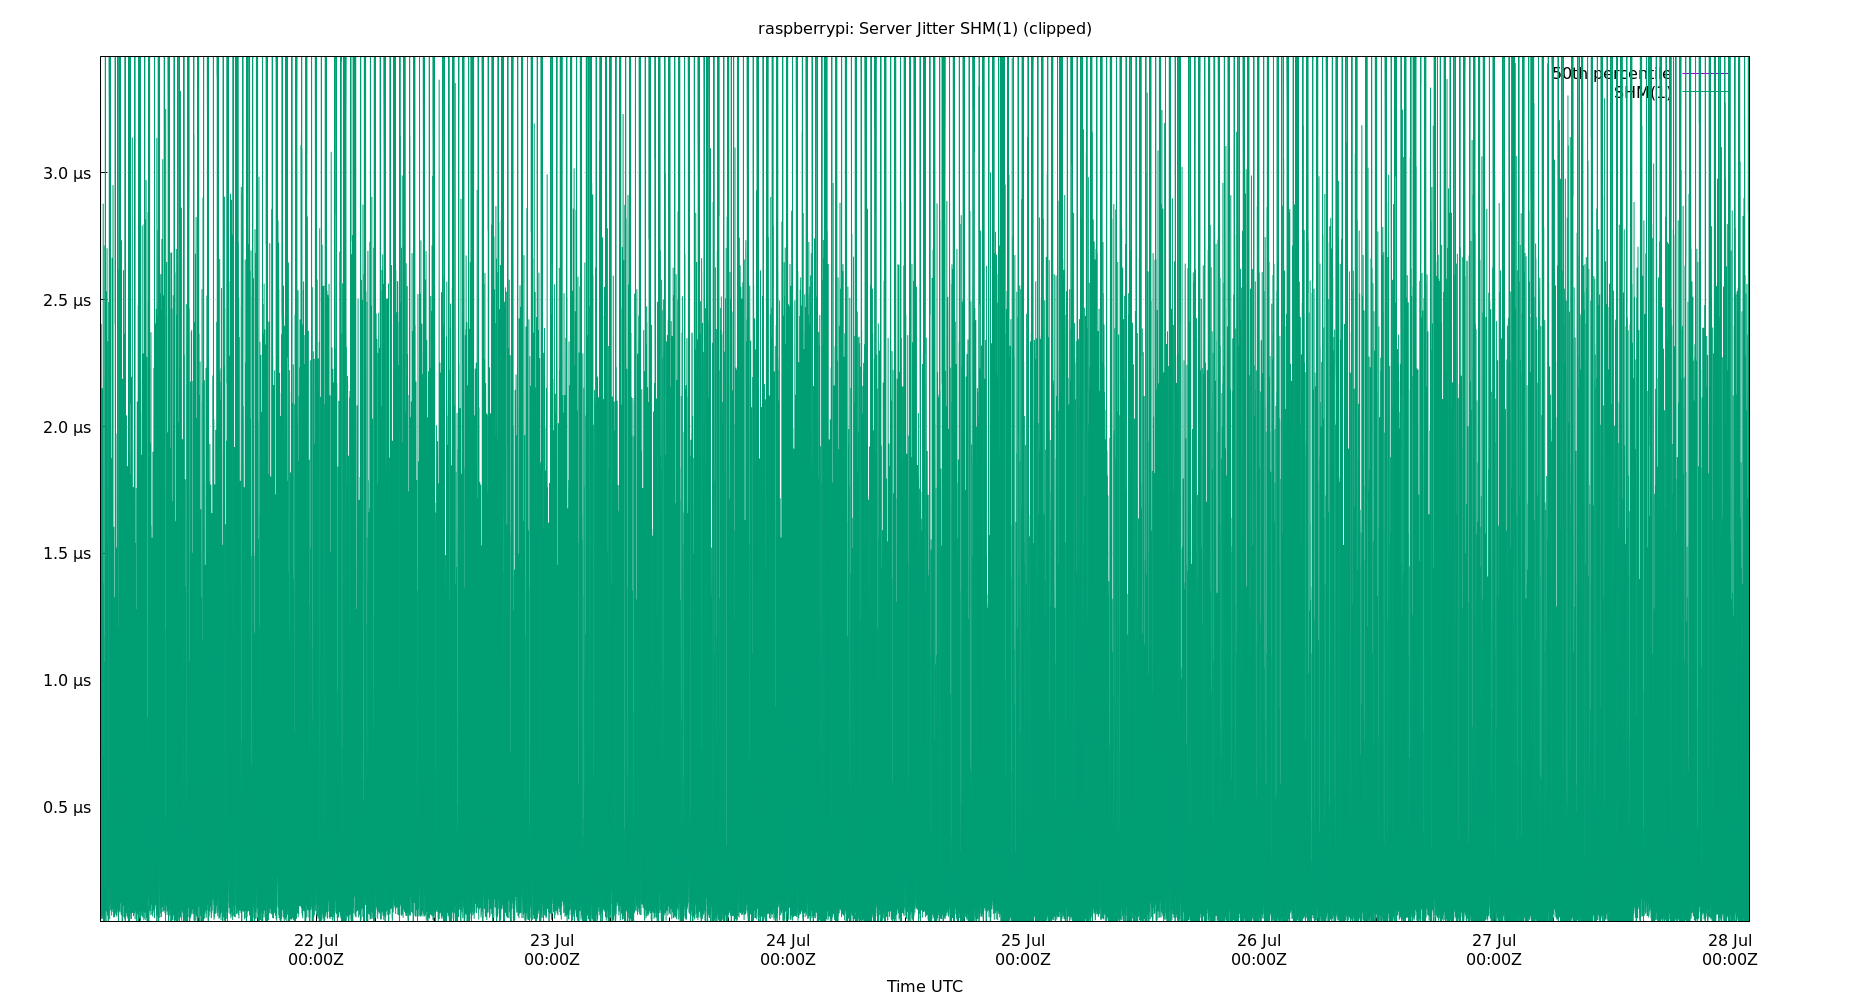 raspberrypi: Server Jitter SHM(1) (clipped)
50th percentile
SHM(1)
3.0 µs
2.5 µs
2.0 µs
1.5 µs
1.0 µs
0.5 µs
22 Jul 23 Jul 24 Jul 25 Jul 26 Jul 27 Jul 28 Jul
00:00Z 00:00Z 00:00Z 00:00Z 00:00Z 00:00Z 00:00Z
Time UTC